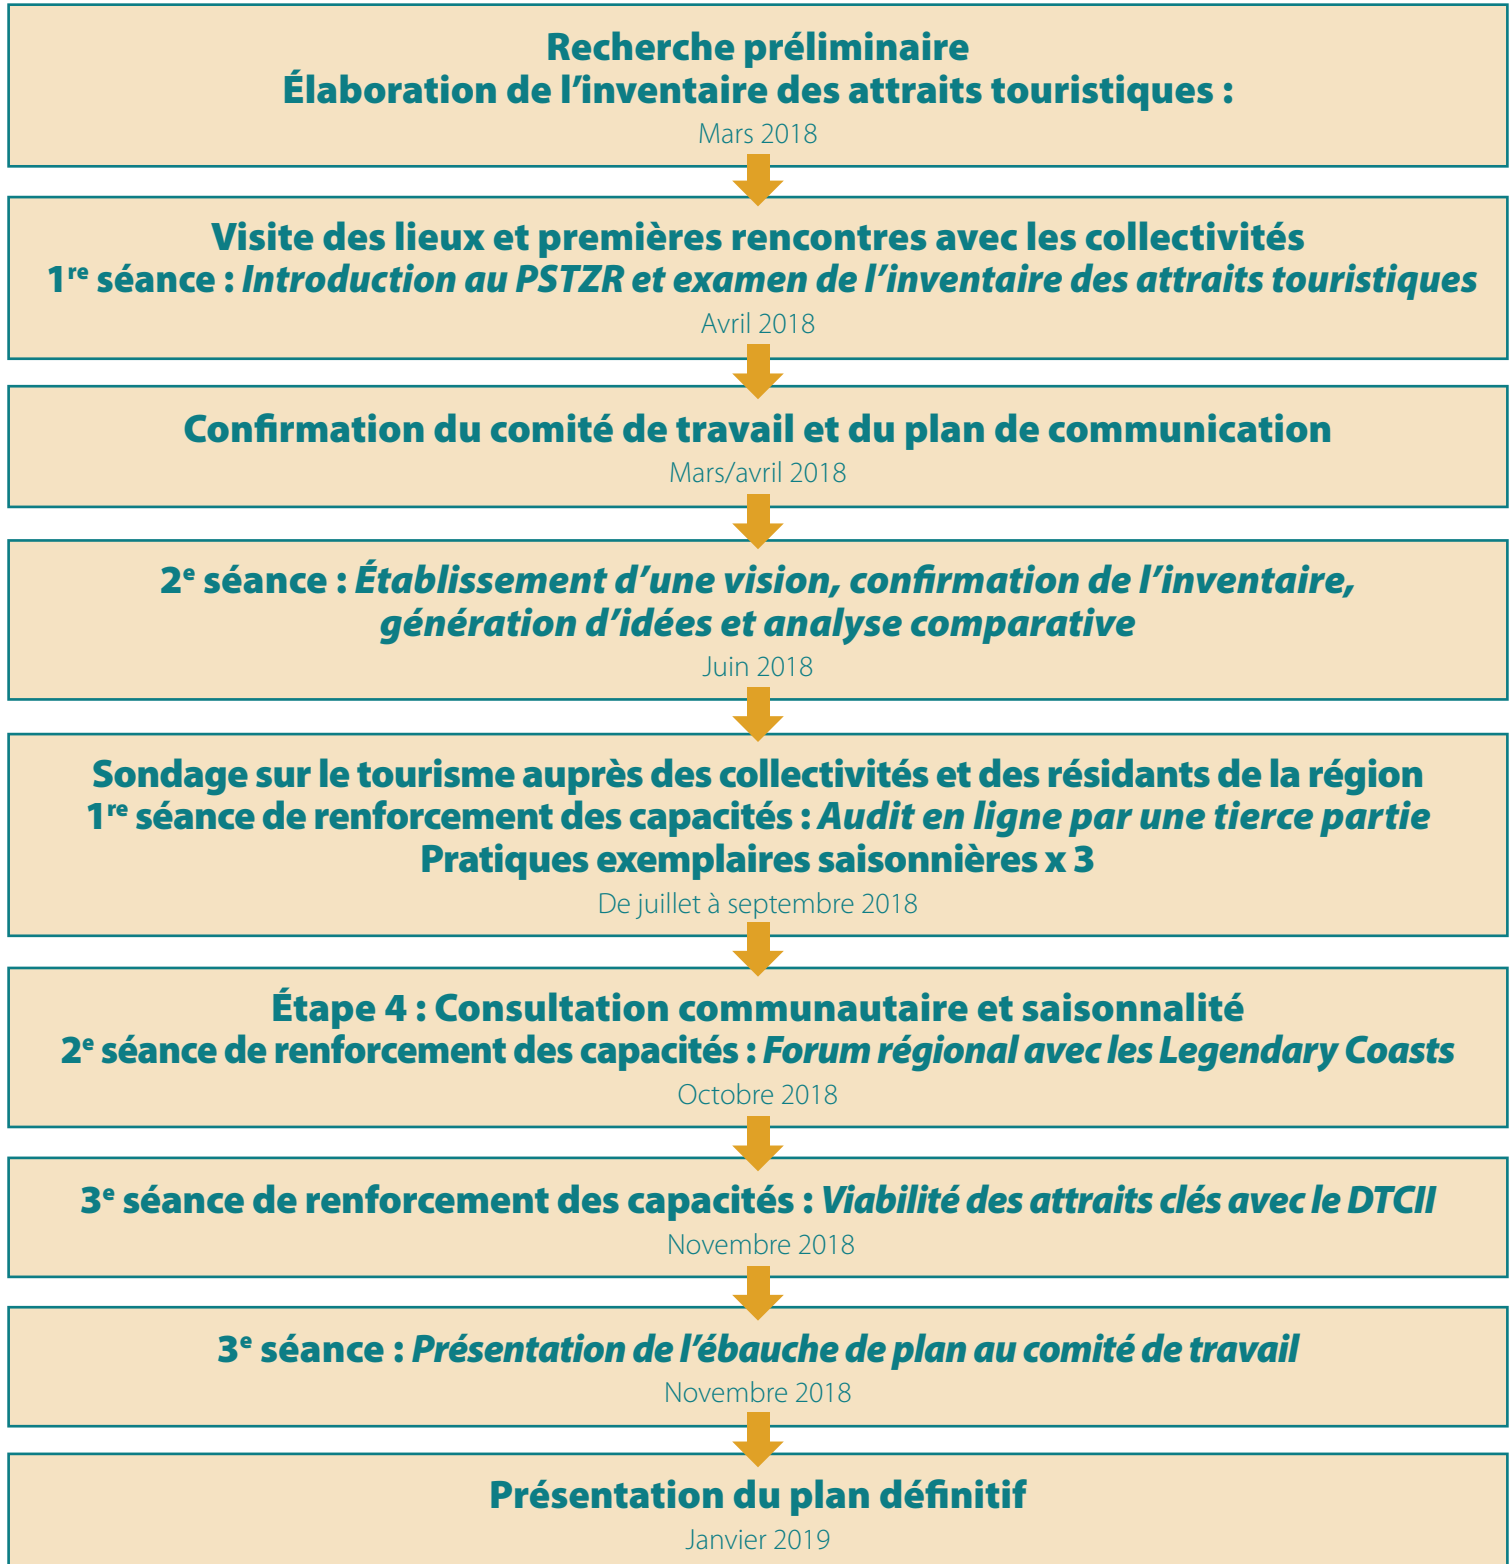 Recherche préliminaire
Élaboration de l’inventaire des attraits touristiques :
Mars 2018
Visite des lieux et premières rencontres avec les collectivités
1re séance : Introduction au PSTZR et examen de l’inventaire des attraits touristiques
Avril 2018
Confirmation du comité de travail et du plan de communication
Mars/avril 2018
2e séance : Établissement d’une vision, confirmation de l’inventaire,
génération d’idées et analyse comparative
Juin 2018
Sondage sur le tourisme auprès des collectivités et des résidants de la région
1re séance de renforcement des capacités : Audit en ligne par une tierce partie
Pratiques exemplaires saisonnières x 3
De juillet à septembre 2018
Étape 4 : Consultation communautaire et saisonnalité
2e séance de renforcement des capacités : Forum régional avec les Legendary Coasts
Octobre 2018
3e séance de renforcement des capacités : Viabilité des attraits clés avec le DTCII
Novembre 2018
3e séance : Présentation de l’ébauche de plan au comité de travail
Novembre 2018
Présentation du plan définitif
Janvier 2019